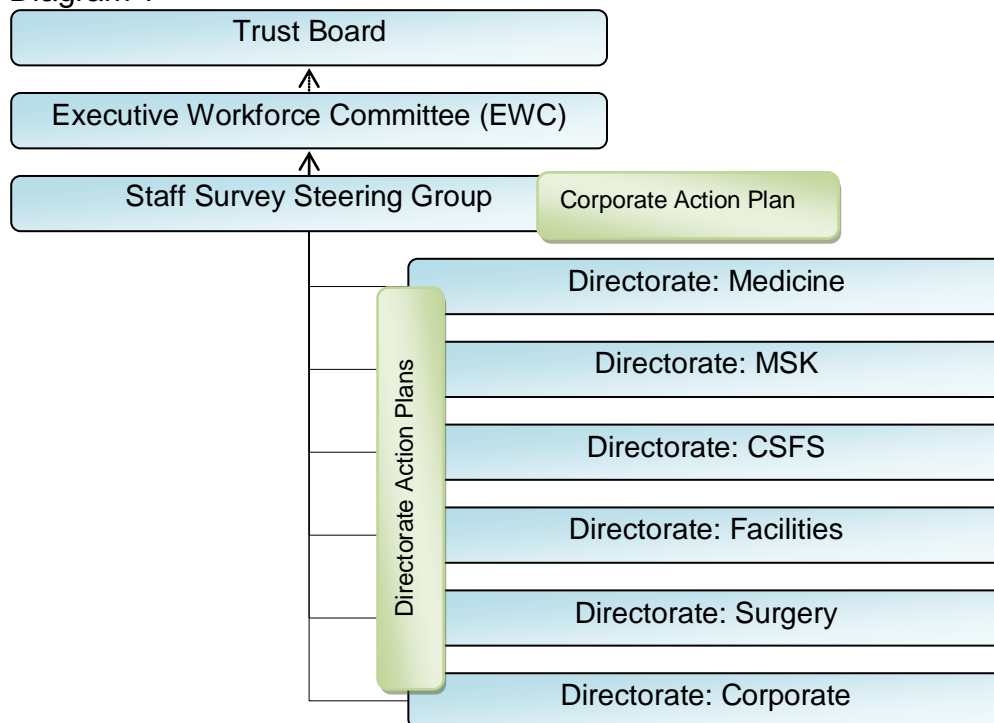 Trust Board
Executive Workforce Committee (EWC)
Staff Survey Steering Group
Corporate Action Plan
Directorate: Medicine
Directorate: MSK
Directorate: CSFS
Directorate: Facilities
Directorate: Surgery
Directorate: Corporate
Directorate Action Plans